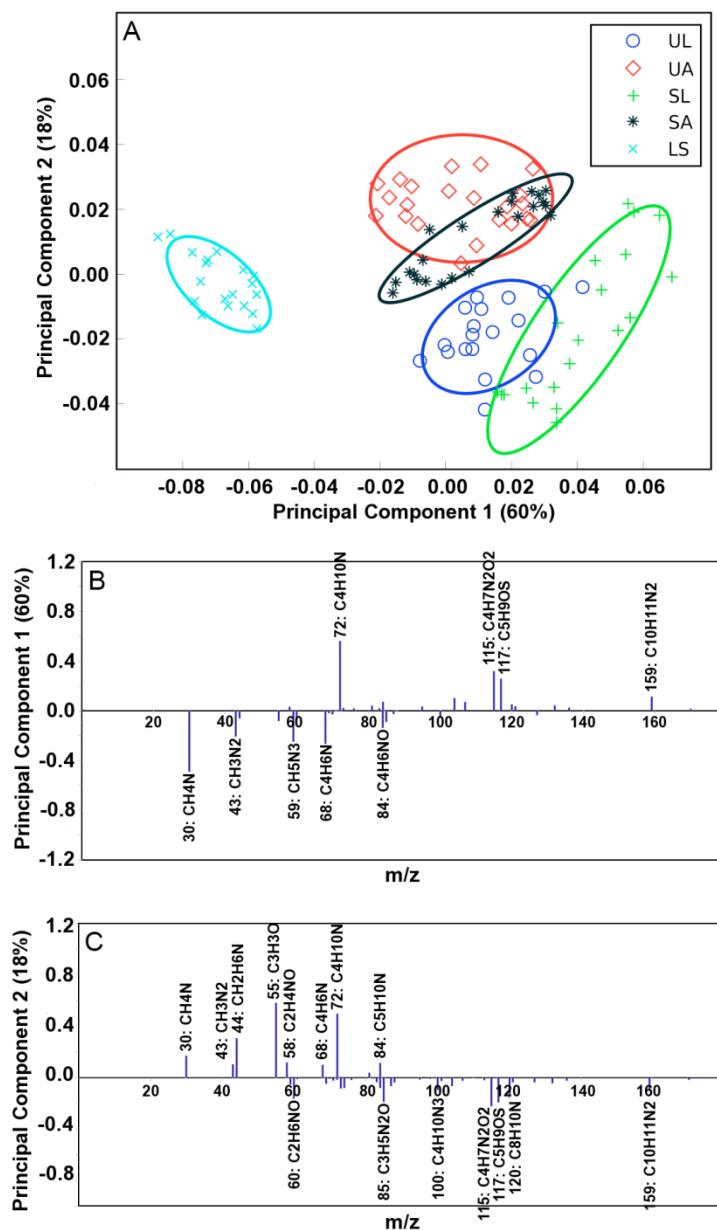 A
UL
UA
SL
SA
LS
0.06
0.04
0.02
0.00
-0.02
-0.04
Principal Component 2 (18%)
-0.08
-0.06
-0.04
-0.02
0.00
0.02
0.04
0.06
Principal Component 1 (60%)
B
1.2
0.8
0.4
0.0
-0.4
-0.8
-1.2
Principal Component 1 (60%)
72: C4H10N
115: C4H7N2O2
117: C5H9OS
159: C10H11N2
20
40
60
80
100
120
140
160
30: CH4N
43: CH3N2
59: CH5N3
68: C4H6N
84: C4H6NO
m/z
C
1.2
0.8
0.4
0.0
-0.4
-0.8
Principal Component 2 (18%)
30: CH4N
43: CH3N2
44: CH2H6N
55: C3H3O
58: C2H4NO
68: C4H6N
72: C4H10N
84: C5H10N
20
40
60
80
100
120
140
160
60: C2H6NO
85: C3H5N2O
100: C4H10N3
115: C4H7N2O2
117: C5H9OS
120: C8H10N
159: C10H11N2
m/z